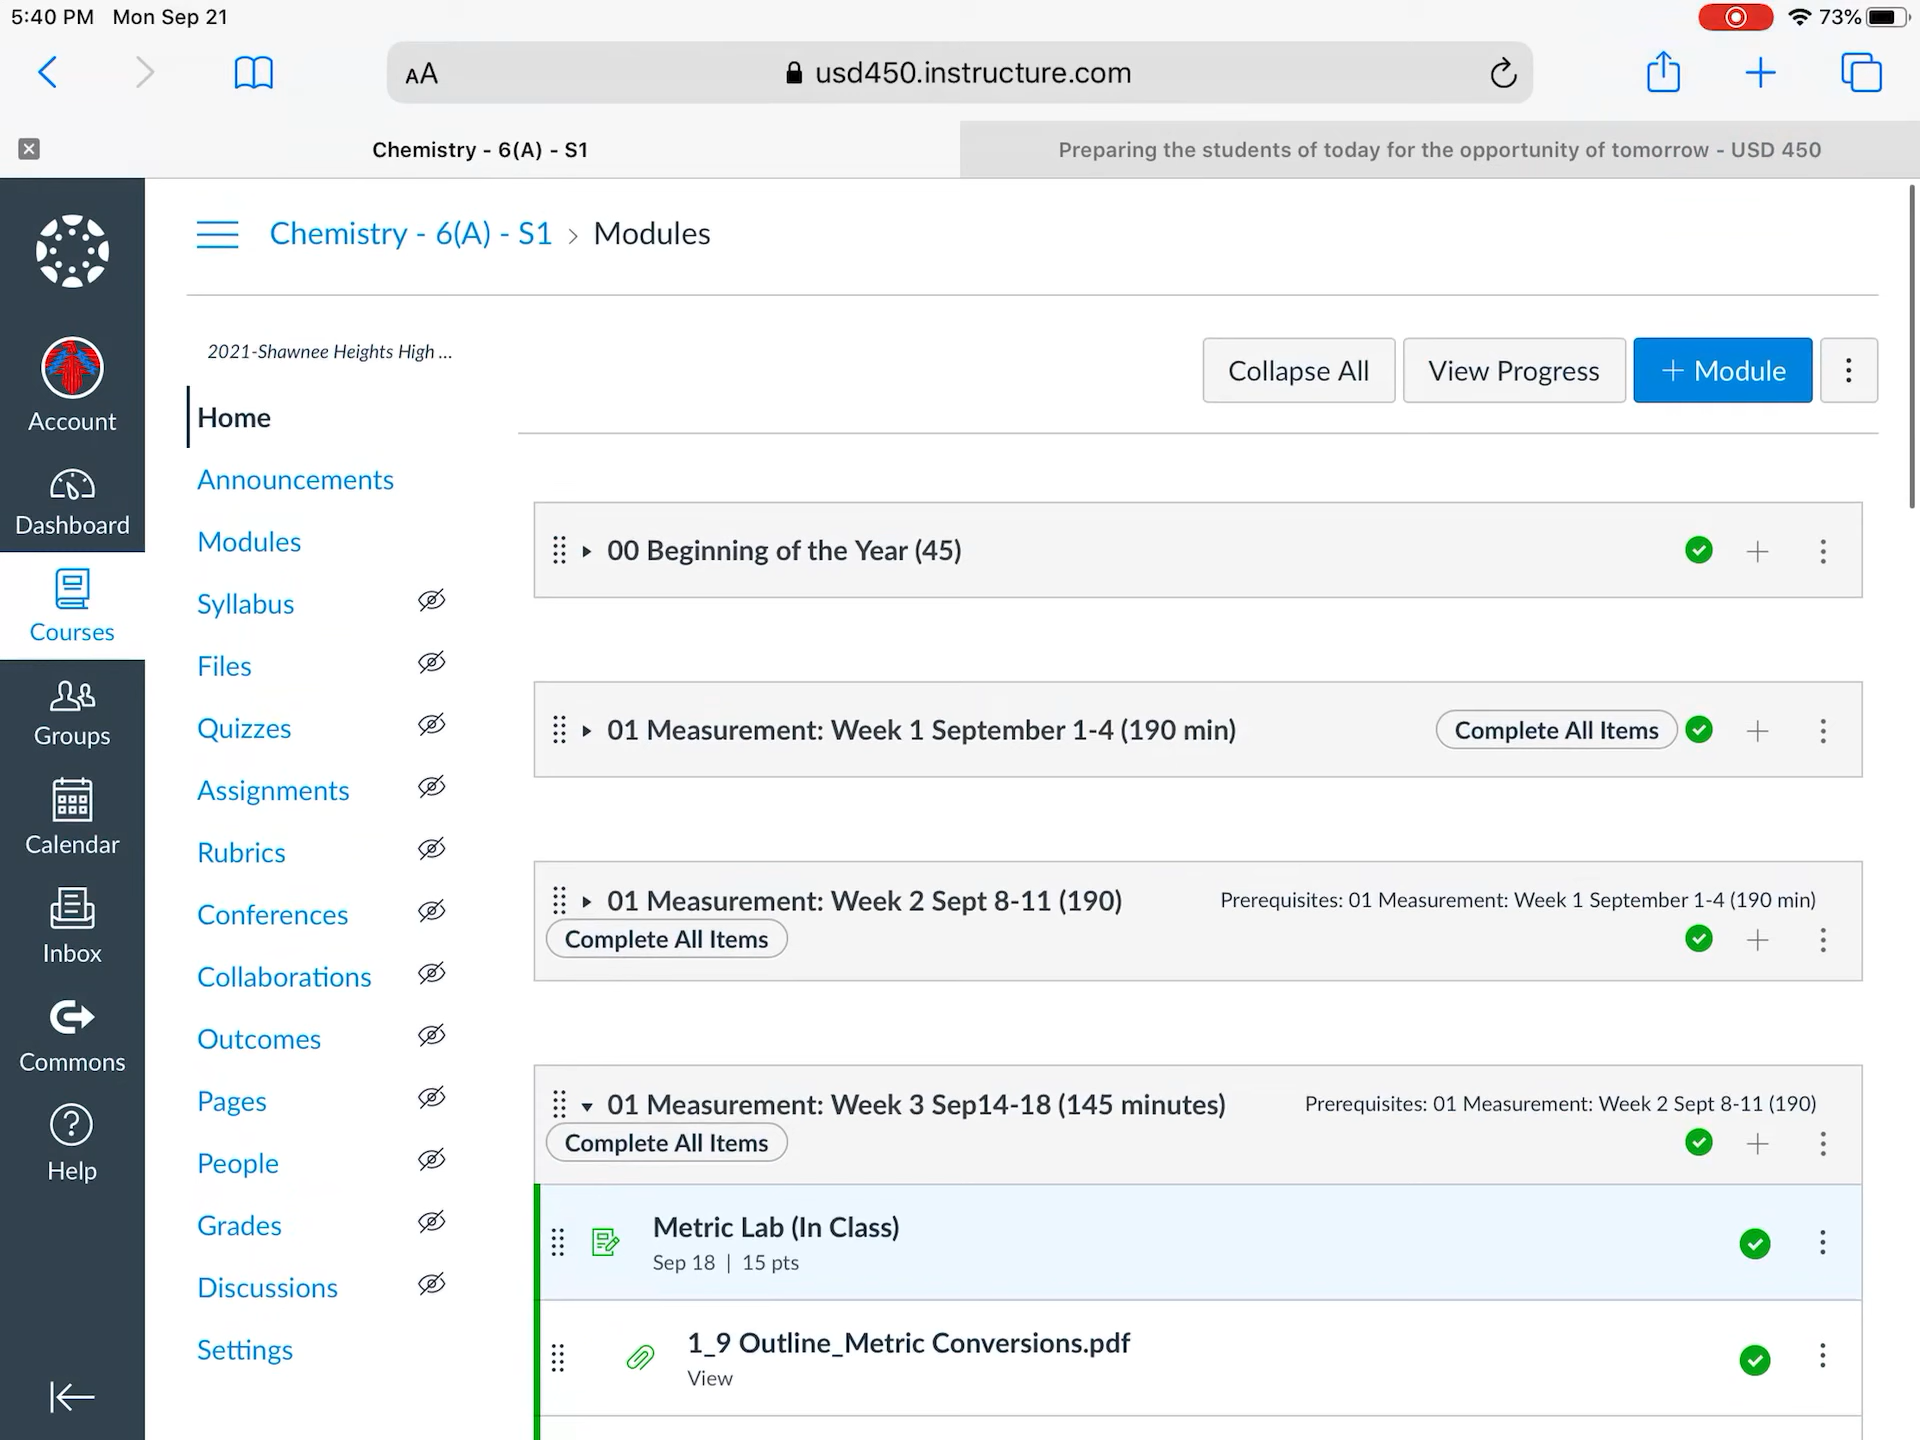 5:40 PM Mon Sep 21
73%
AA
usd450.instructure.com
Chemistry - 6(A) - S1
Preparing the students of today for the opportunity of tomorrow - USD 450
Account
Dashboard
Courses
Groups
Calendar
Inbox
Commons
Help
Chemistry - 6(A) - S1 > Modules
2021-Shawnee Heights High ...
Home
Announcements
Modules
Syllabus
Files
Quizzes
Assignments
Rubrics
Conferences
Collaborations
Outcomes
Pages
People
Grades
Discussions
Settings
Collapse All
View Progress
+ Module
00 Beginning of the Year (45)
01 Measurement: Week 1 September 1-4 (190 min)
Complete All Items
01 Measurement: Week 2 Sept 8-11 (190)
Prerequisites: 01 Measurement: Week 1 September 1-4 (190 min)
Complete All Items
01 Measurement: Week 3 Sep14-18 (145 minutes)
Prerequisites: 01 Measurement: Week 2 Sept 8-11 (190)
Complete All Items
Metric Lab (In Class)
Sep 18 | 15 pts
1_9 Outline_Metric Conversions.pdf
View